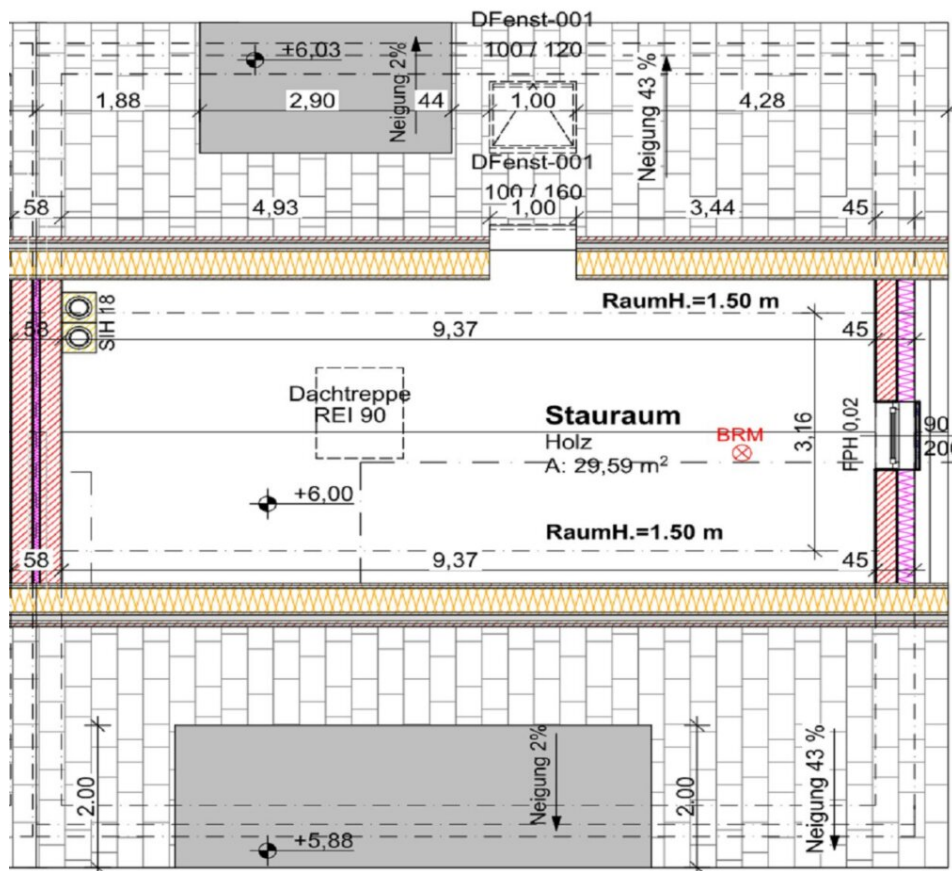 DFenst-001
+6,03
100 / 120
Neigung 2%
Neigung 43 %
1,88
2,90
44
1,00
4,28
DFenst-001
100 / 160
58
4,93
1,00
3,44
45
RaumH.=1.50 m
SIH 18
58
9,37
45
Dachtreppe
REI 90
Stauraum
Holz
A: 29,59 m²
BRM
3,16
FPH 0,02
90
200
+6,00
RaumH.=1.50 m
58
9,37
45
2,00
Neigung 2%
2,00
Neigung 43 %
+5,88